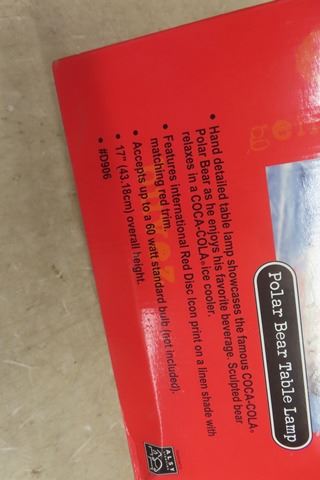 • Hand detailed table lamp showcases the famous COCA-COLA®
Polar Bear as he enjoys his favorite beverage. Sculpted bear
relaxes in a COCA-COLA® ice cooler.
• Features international Red Disc Icon print on a linen shade with
matching red trim.
• Accepts up to a 60 watt standard bulb (not included).
• 17" (43.18cm) overall height.
• #D906
Polar Bear Table Lamp
ALSY